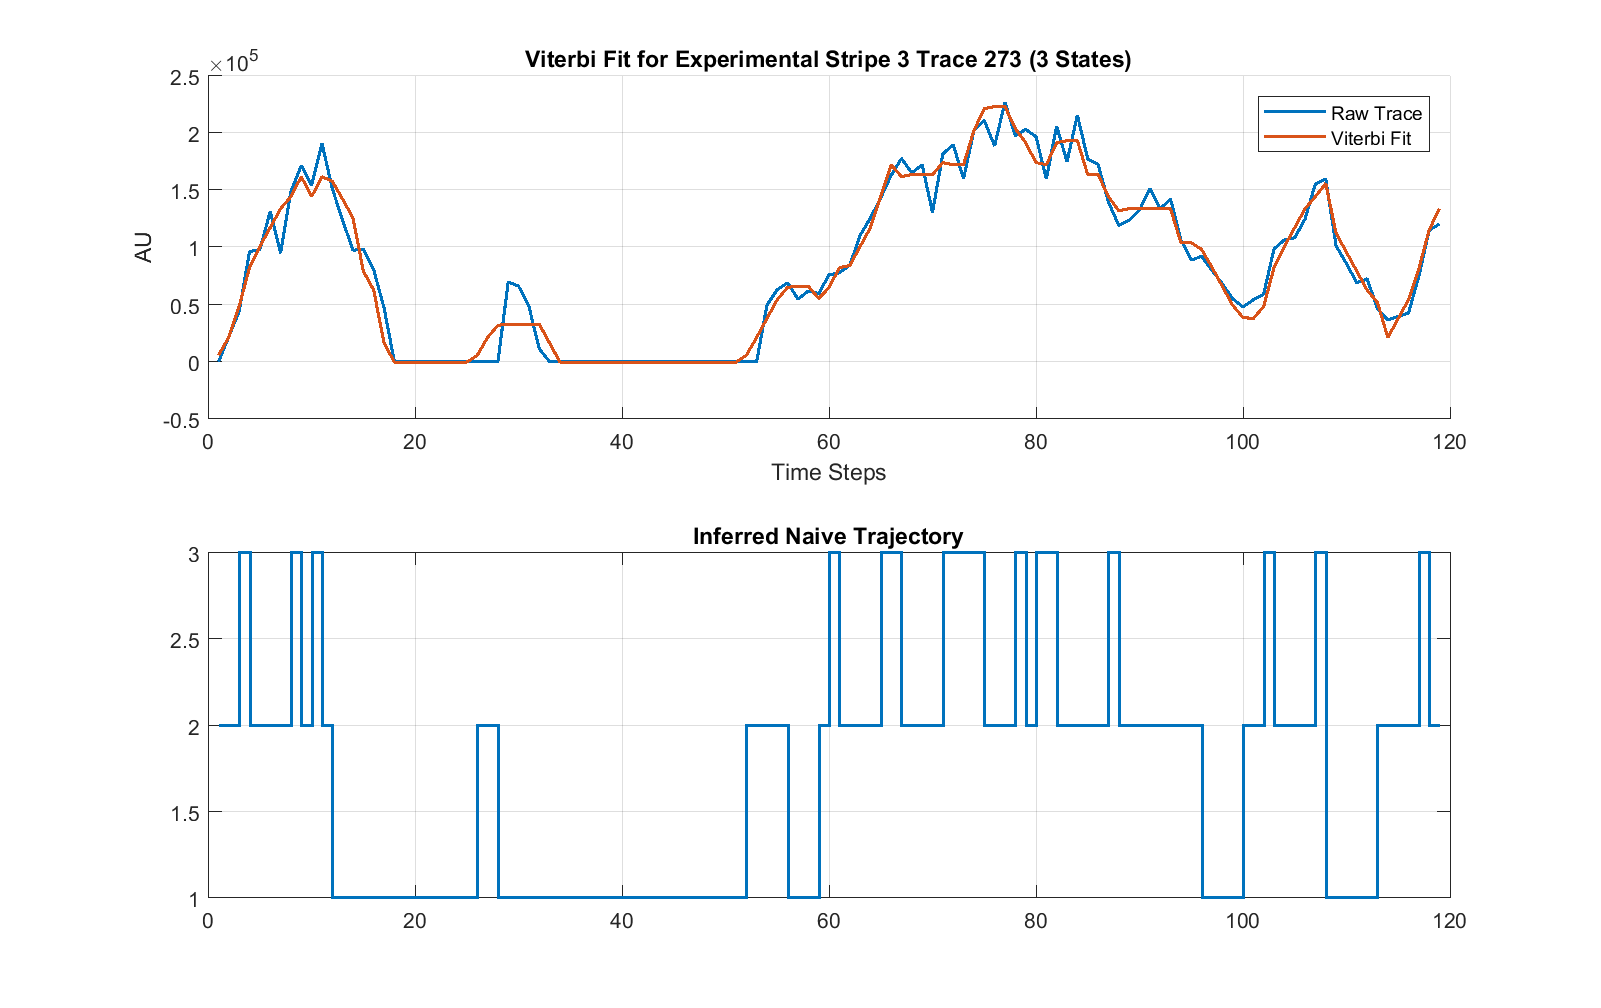 Viterbi Fit for Experimental Stripe 3 Trace 273 (3 States)
×10^5
2.5
2
1.5
1
0.5
0
-0.5
AU
Raw Trace
Viterbi Fit
0 20 40 60 80 100 120
Time Steps
Inferred Naive Trajectory
3
2.5
2
1.5
1
0 20 40 60 80 100 120